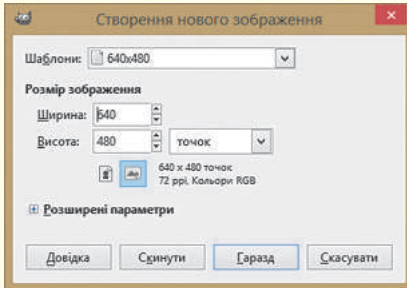 Створення нового зображення
Шаблони: 640x480
Розмір зображення
Ширина: 640
Висота: 480 точок
640 x 480 точок
72 ppi, Кольори RGB
Розширені параметри
Довідка Скинути Гаразд Скасувати